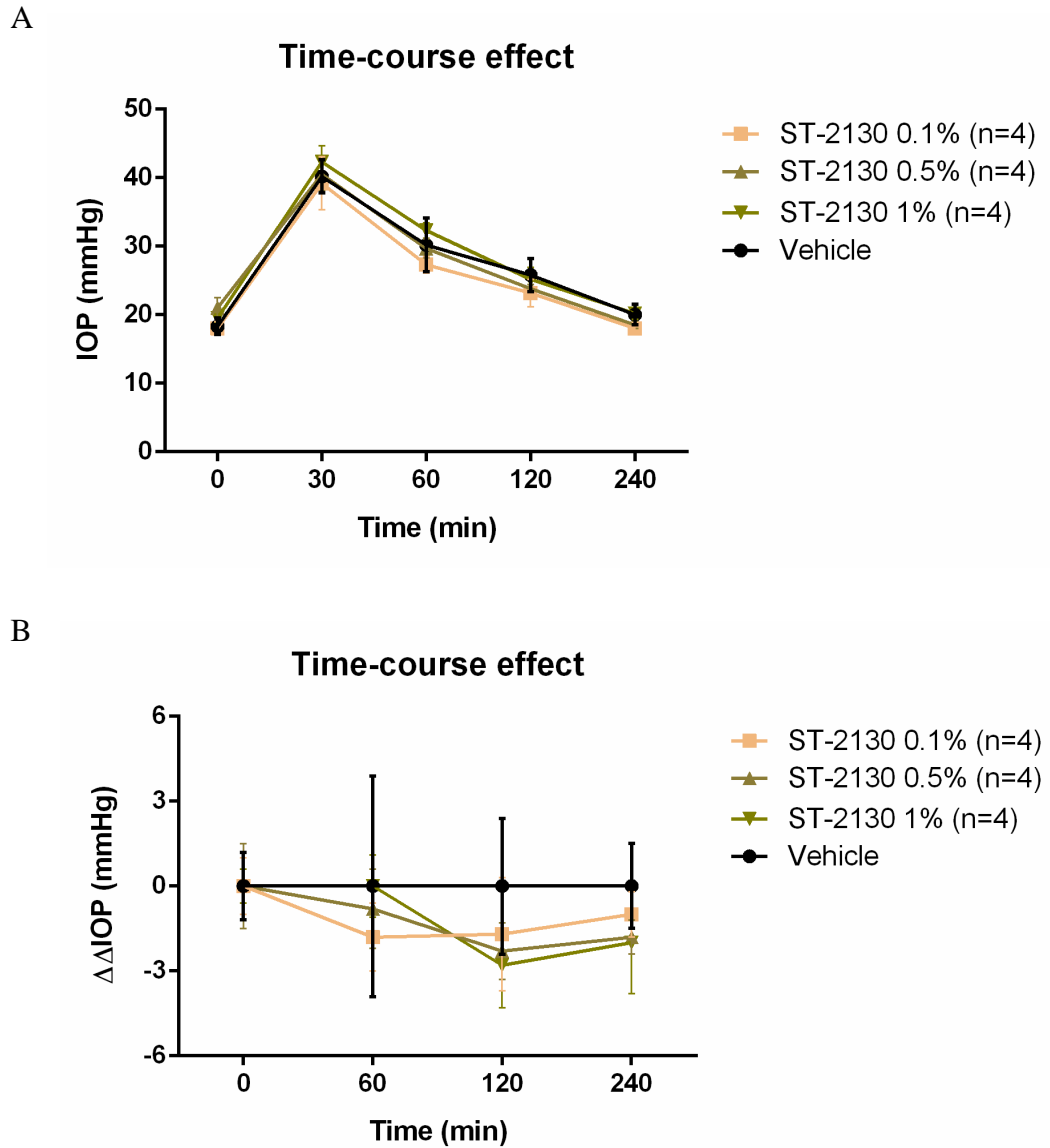 A
Time-course effect
50
40
30
20
10
0
IOP (mmHg)
0 30 60 120 240
Time (min)
ST-2130 0.1% (n=4)
ST-2130 0.5% (n=4)
ST-2130 1% (n=4)
Vehicle
B
Time-course effect
6
3
0
-3
-6
ΔΔIOP (mmHg)
0 60 120 240
Time (min)
ST-2130 0.1% (n=4)
ST-2130 0.5% (n=4)
ST-2130 1% (n=4)
Vehicle